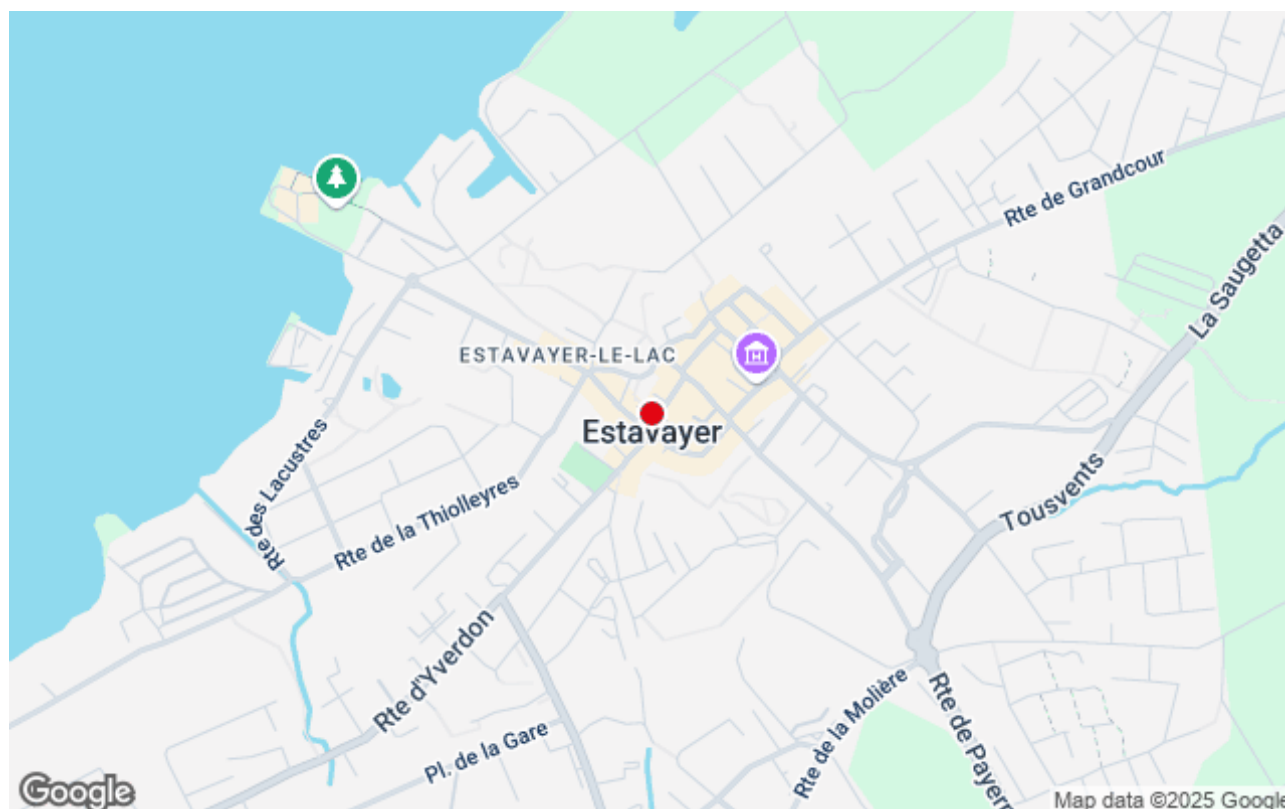 Rte de Grandcour
La Saugetta
ESTAVAYER-LE-LAC
Estavayer
Rte des Lacustres
Rte de la Thiolleyres
Tousvents
Rte d'Yverdon
Pl. de la Gare
Rte de la Molière
Rte de Payern
Google
Map data ©2025 Google